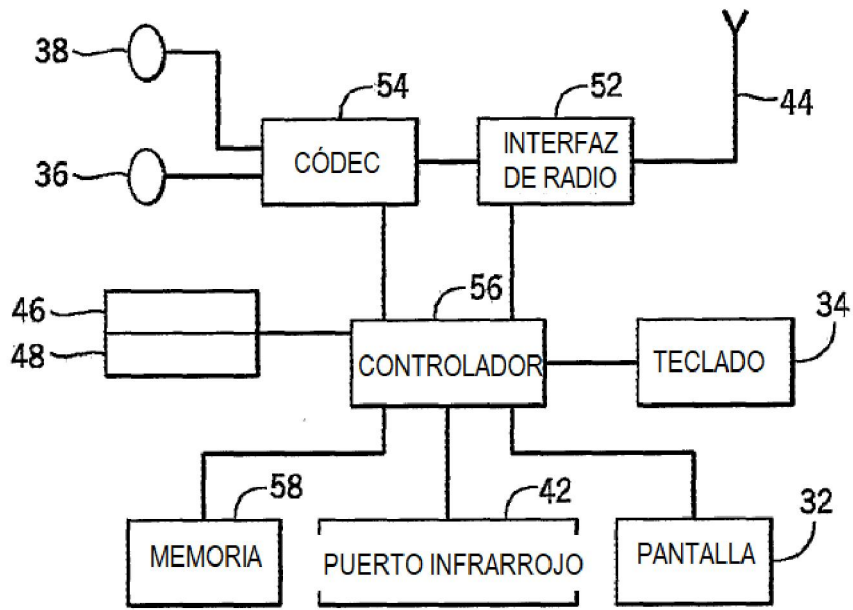 38
54
52
44
CÓDEC
INTERFAZ
DE RADIO
36
46
48
56
34
CONTROLADOR
TECLADO
58
42
32
MEMORIA
PUERTO INFRARROJO
PANTALLA